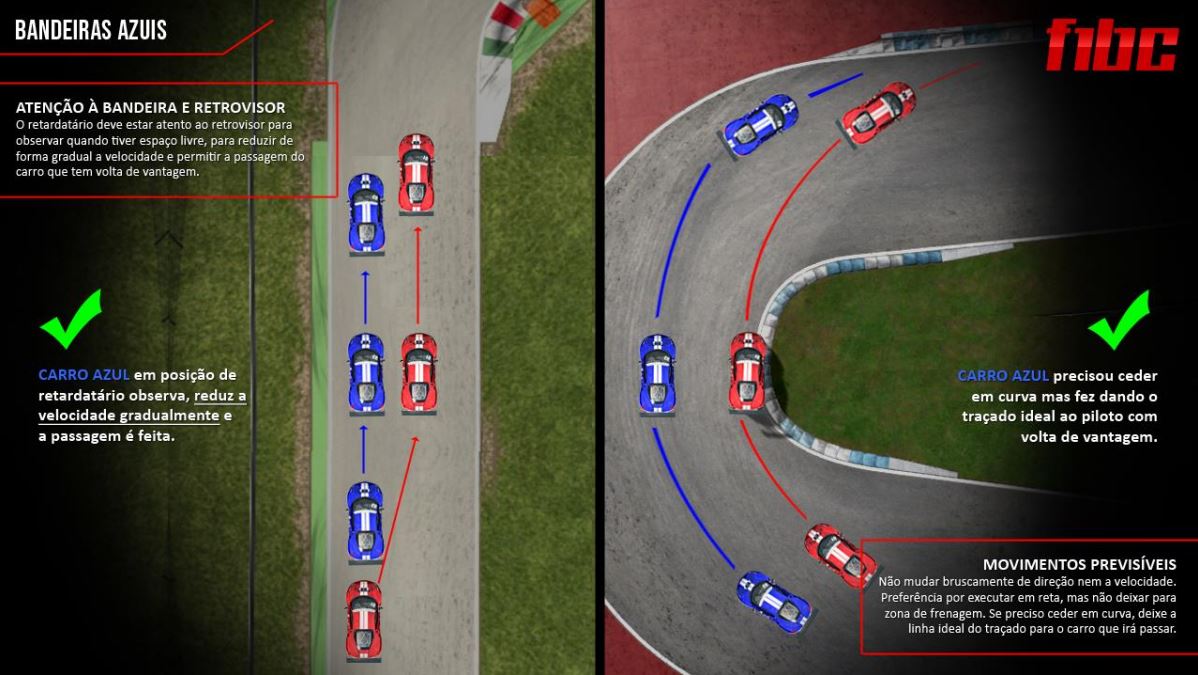 BANDEIRAS AZUIS
f1bc
ATENÇÃO À BANDEIRA E RETROVISOR
O retardatário deve estar atento ao retrovisor para
observar quando tiver espaço livre, para reduzir de
forma gradual a velocidade e permitir a passagem do
carro que tem volta de vantagem.
CARRO AZUL em posição de
retardatário observa, reduz a
velocidade gradualmente e
a passagem é feita.
CARRO AZUL precisou ceder
em curva mas fez dando o
traçado ideal ao piloto com
volta de vantagem.
MOVIMENTOS PREVISÍVEIS
Não mudar bruscamente de direção nem a velocidade.
Preferência por executar em reta, mas não deixar para
zona de frenagem. Se preciso ceder em curva, deixe a
linha ideal do traçado para o carro que irá passar.